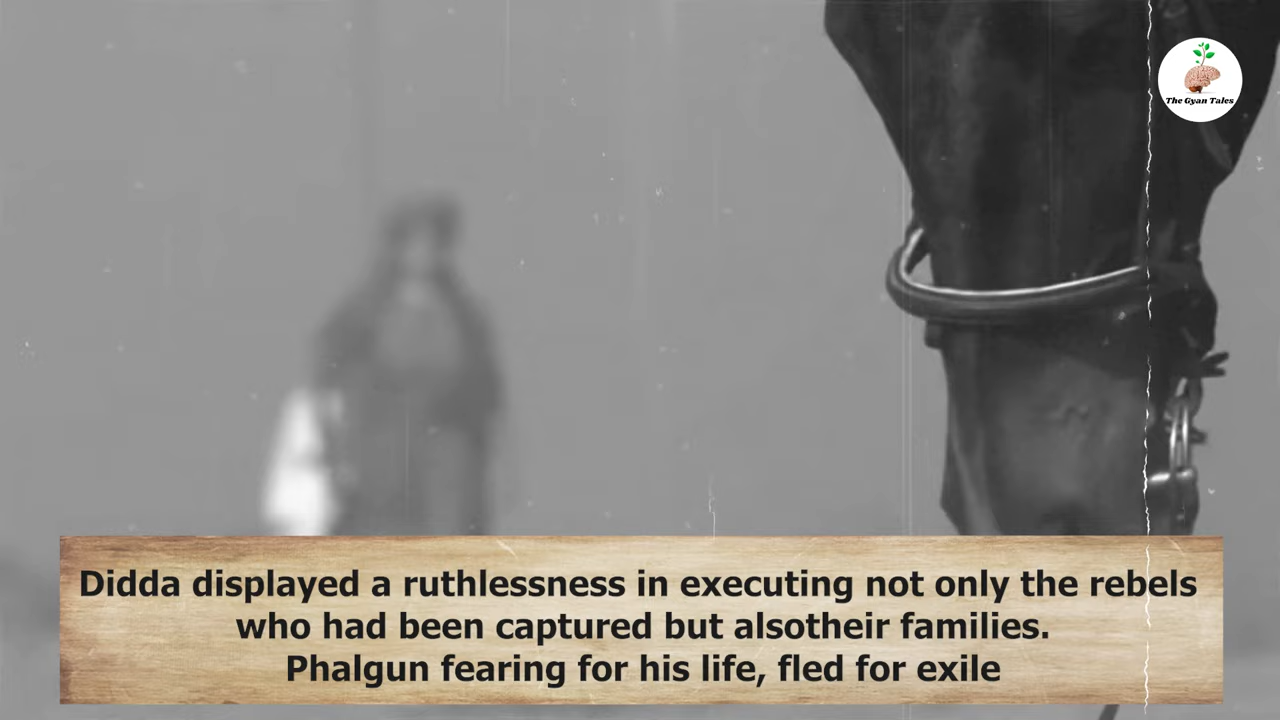 The Gyan Tales
Didda displayed a ruthlessness in executing not only the rebels
who had been captured but alsotheir families.
Phalgun fearing for his life, fled for exile